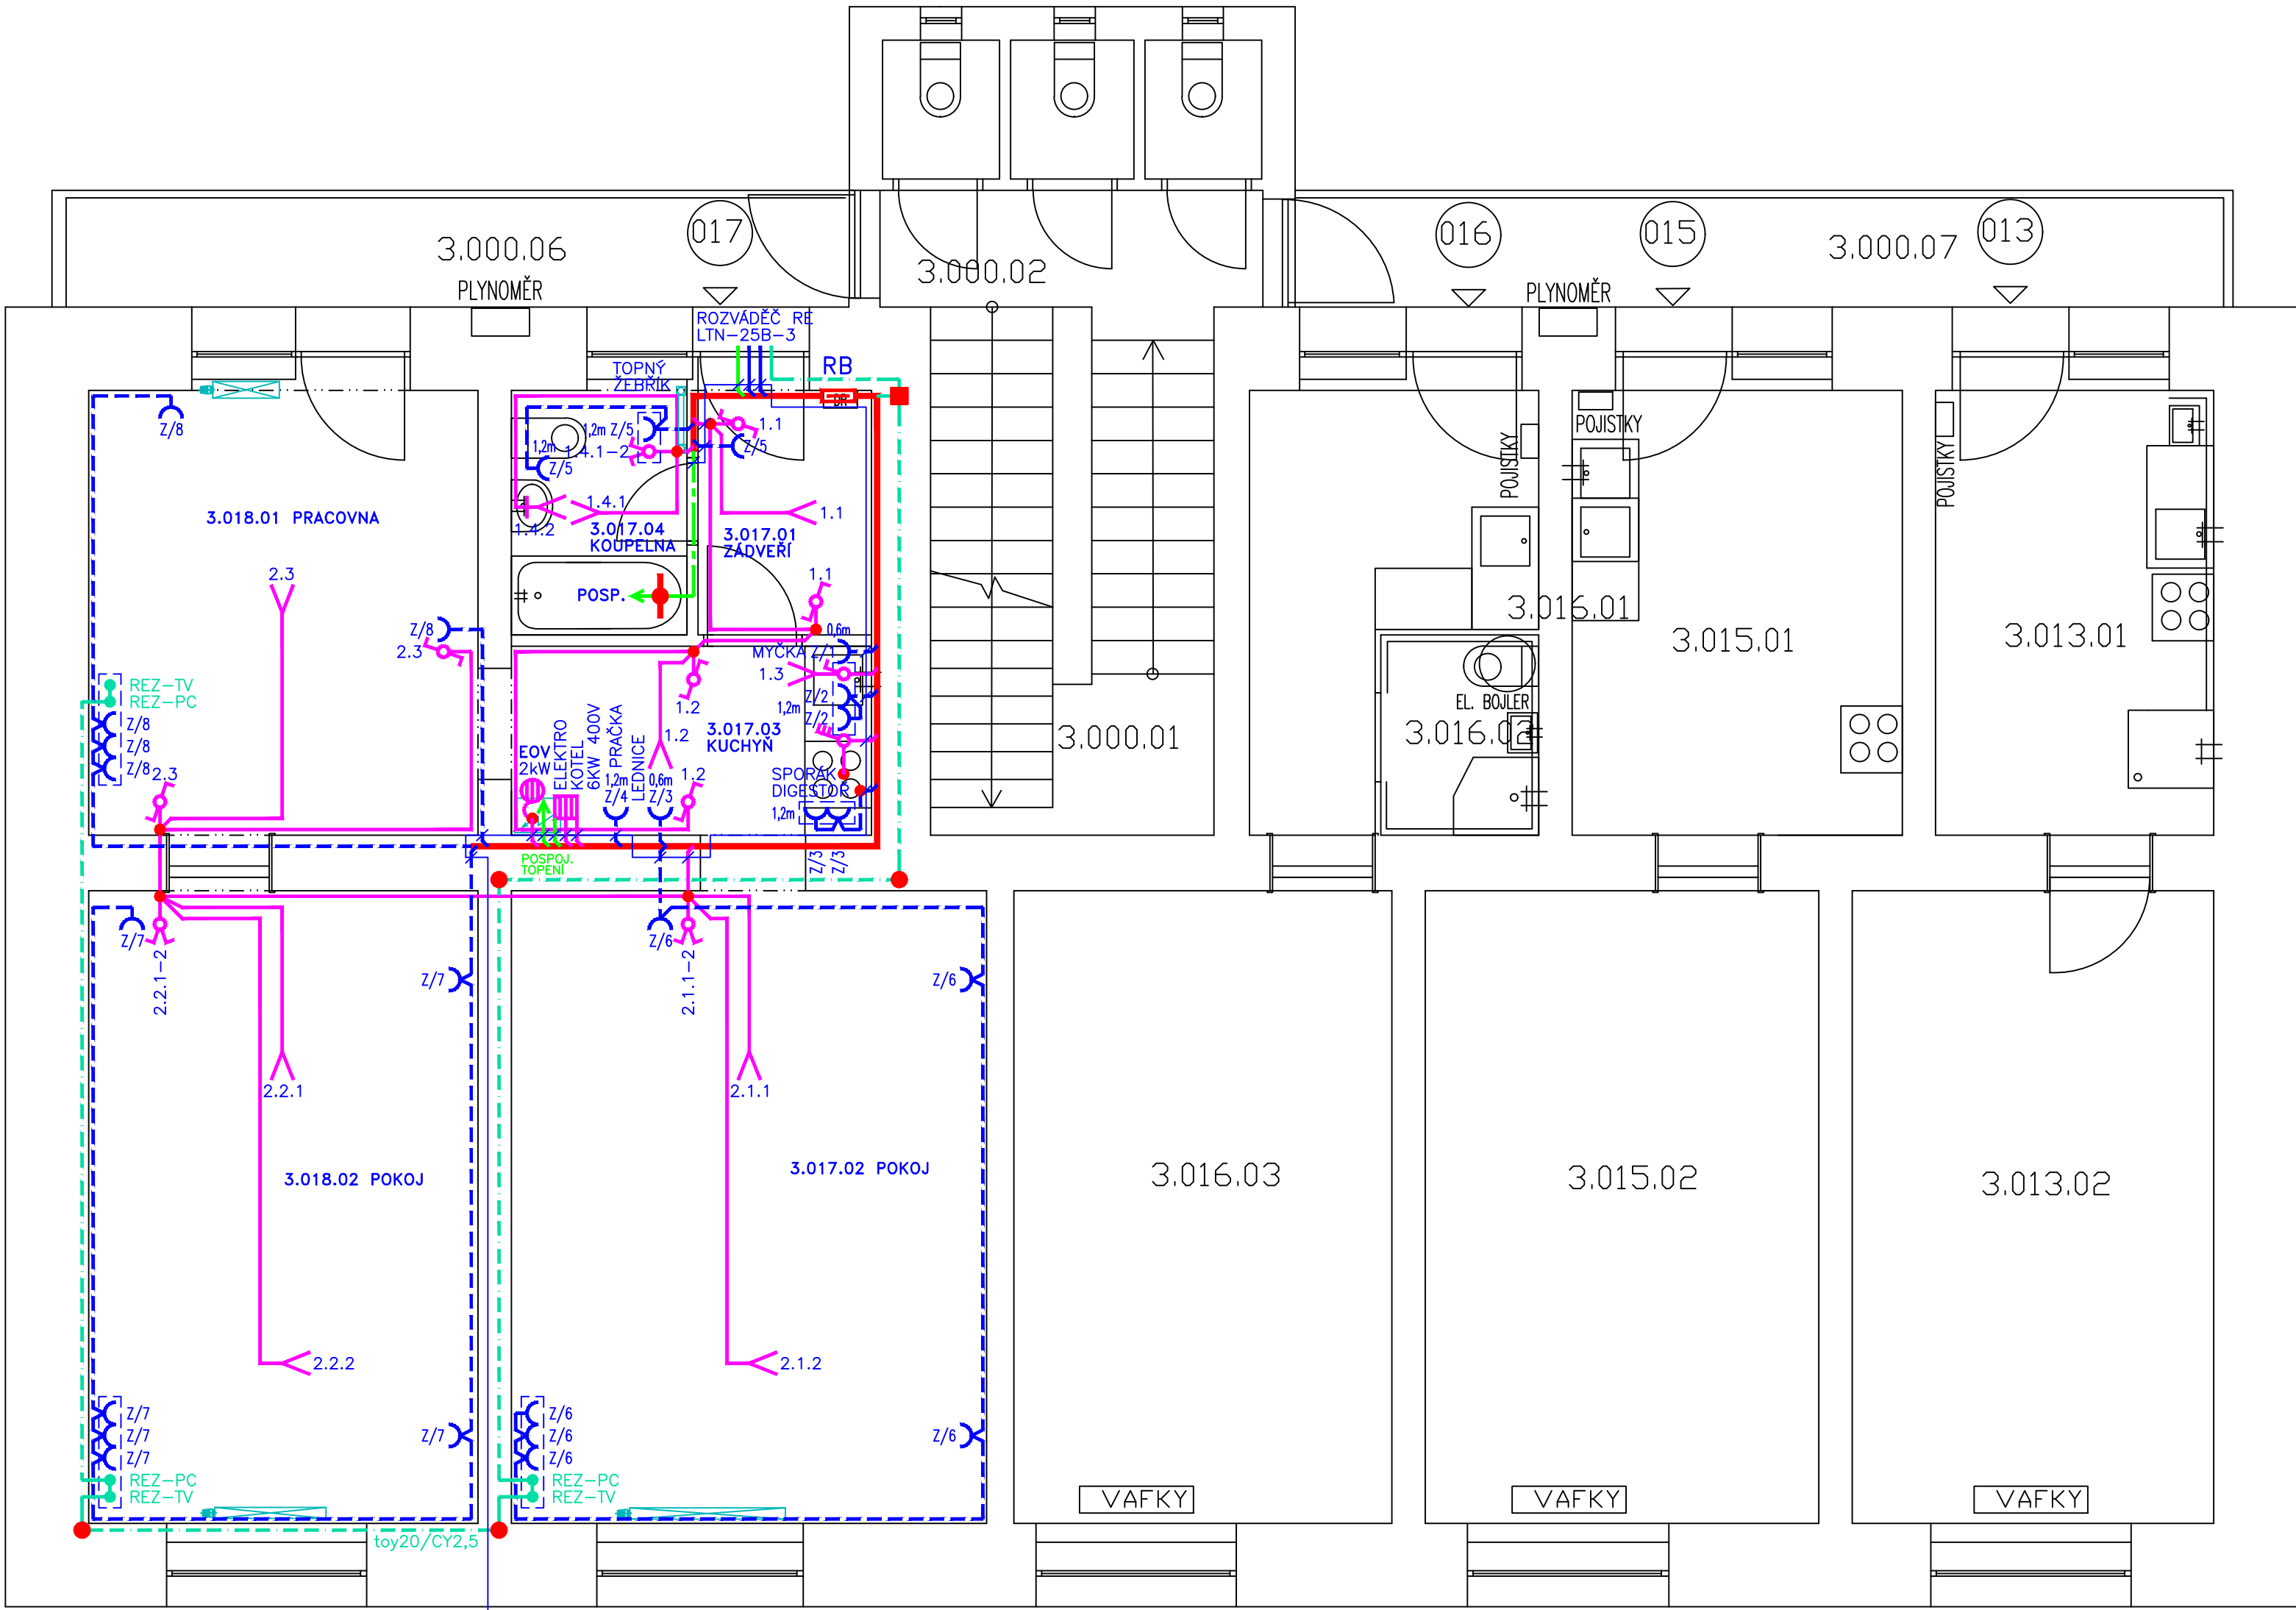 017
016
015
013
3.000.06
3.000.02
3.000.07
PLYNOMĚR
PLYNOMĚR
ROZVÁDĚČ RE
LTN-25B-3
TOPNÝ
ŽEBŘÍK
RB
Z/8
1,2m Z/5
1.1
Z/5
1,2m
1.4.1-2
Z/5
POJISTKY
POJISTKY
POJISTKY
3.018.01 PRACOVNA
1.4.1
1.4.2
3.017.04
KOUPELNA
1.1
3.017.01
ZÁDVEŘÍ
2.3
1.1
POSP.
3.016.01
3.015.01
3.013.01
Z/8
2.3
0,6m
MYČKA Z/1
1.3
REZ-TV
REZ-PC
Z/2
1,2m
Z/2
1.2
EL. BOJLER
Z/8
Z/8
Z/8
2.3
3.017.03
KUCHYŇ
1.2
3.000.01
3.016.02
EOV
2kW
ELEKTRO
KOTEL
6KW 400V
PRAČKA
LEDNICE
1,2m
Z/4
0,6m
Z/3
1.2
SPORÁK
DIGESTOŘ
1,2m
POSPOJ.
TOPENÍ
Z/3
Z/3
Z/7
2.2.1-2
Z/6
2.1.1-2
Z/7
Z/6
2.2.1
2.1.1
3.018.02 POKOJ
3.017.02 POKOJ
3.016.03
3.015.02
3.013.02
2.2.2
2.1.2
Z/7
Z/7
Z/7
Z/7
Z/6
Z/6
Z/6
Z/6
REZ-PC
REZ-TV
REZ-PC
REZ-TV
VAFKY
VAFKY
VAFKY
toy20/CY2,5